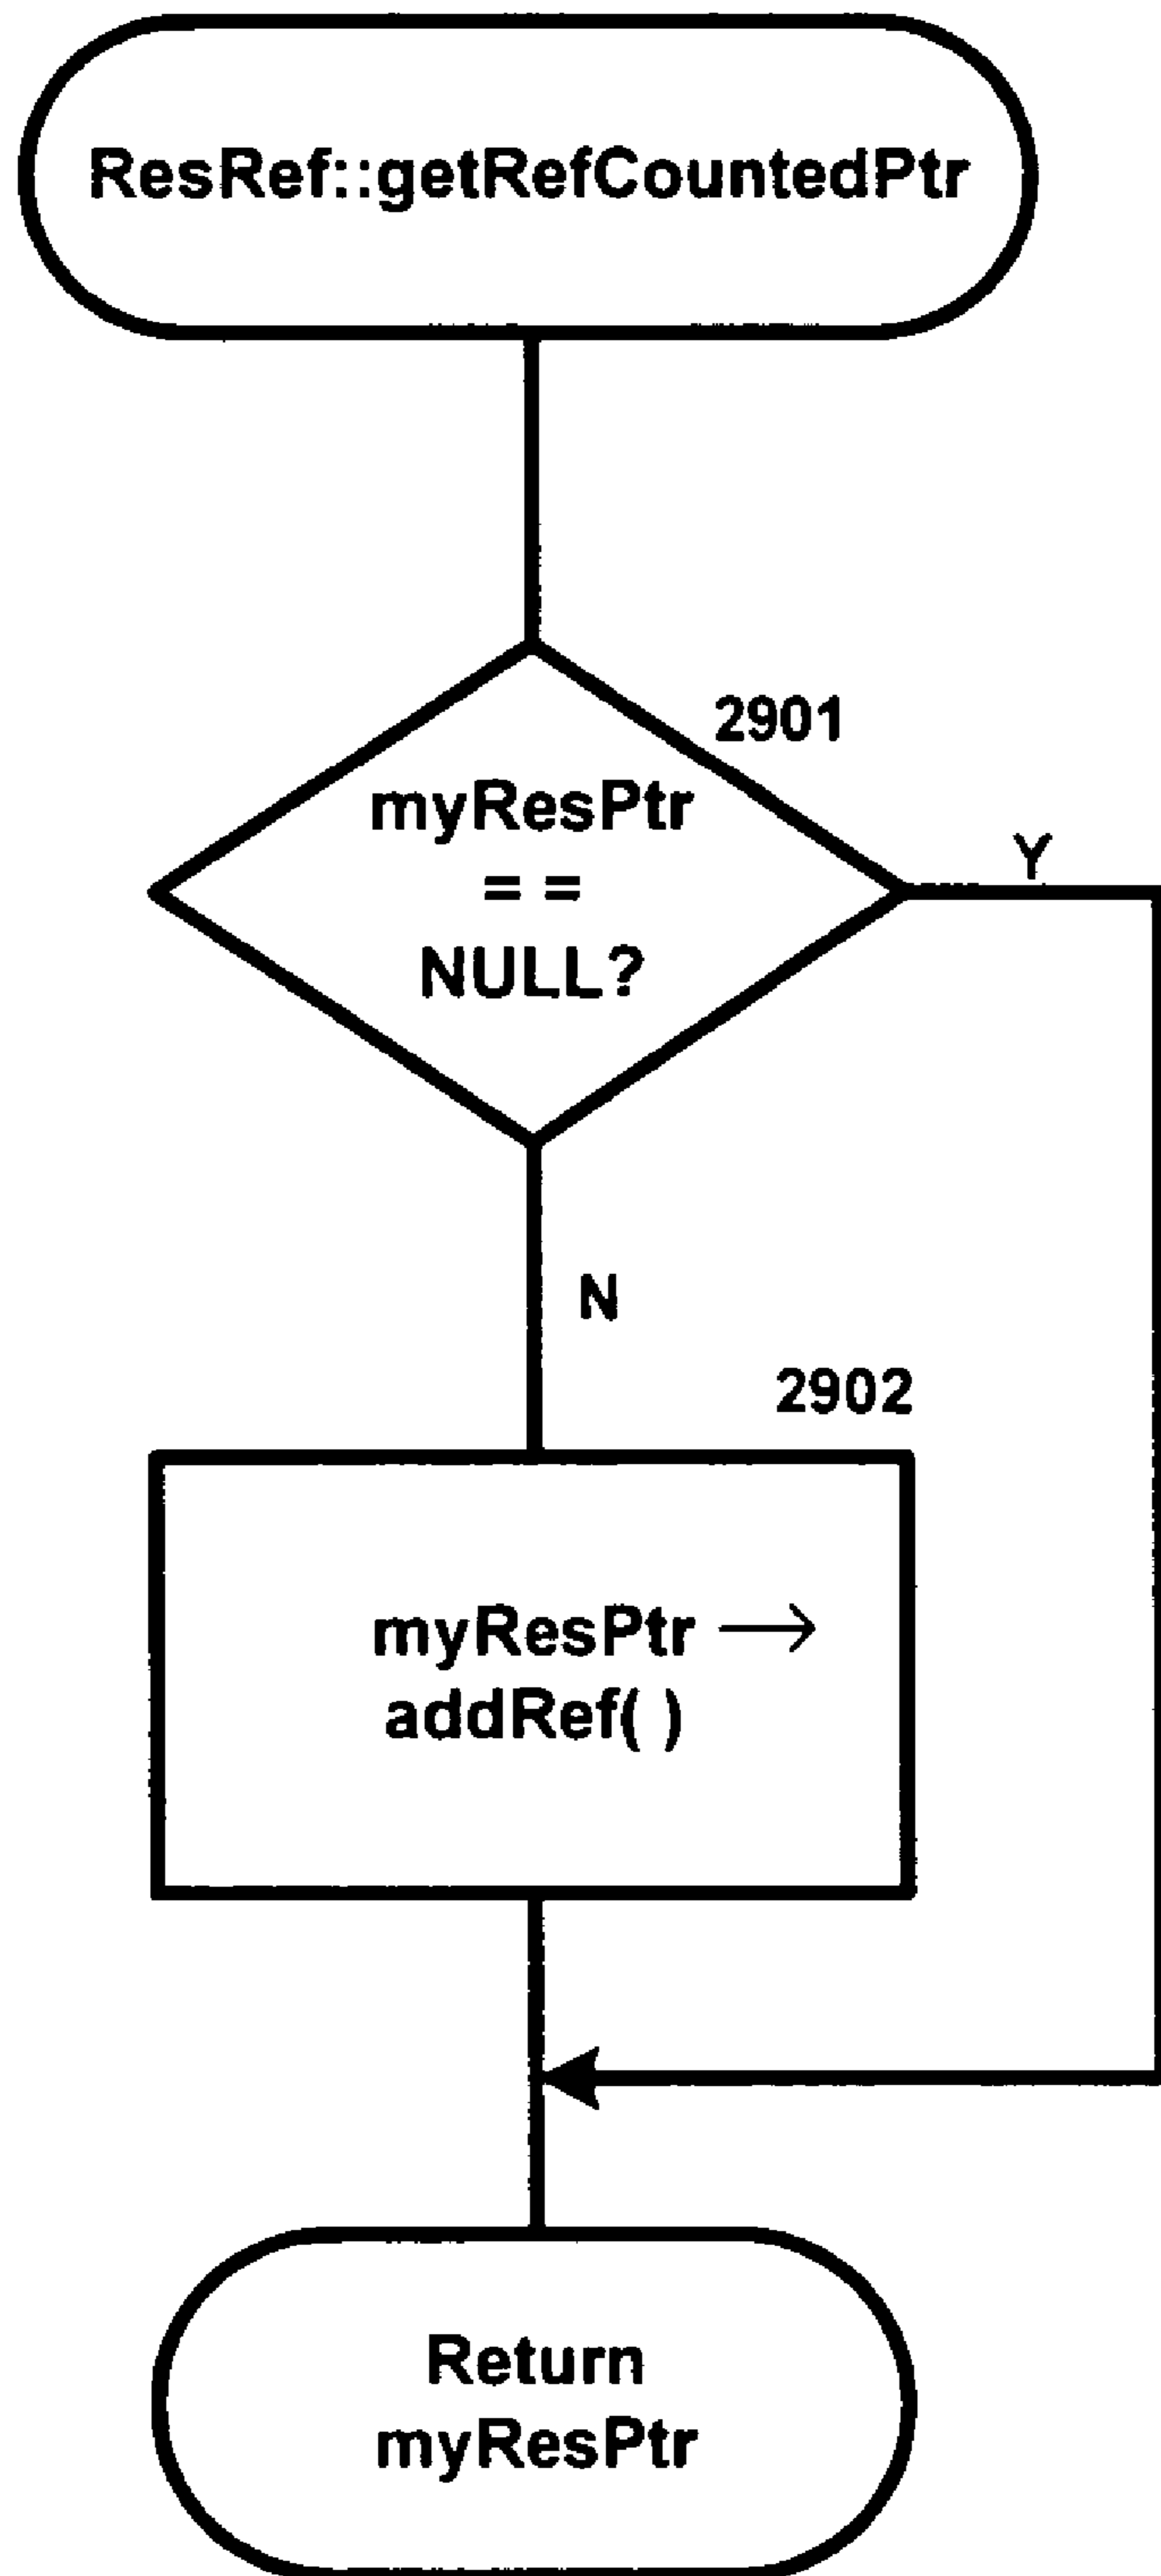 ResRef::getRefCountedPtr
2901
myResPtr
= =
NULL?
Y
N
2902
myResPtr →
addRef( )
Return
myResPtr